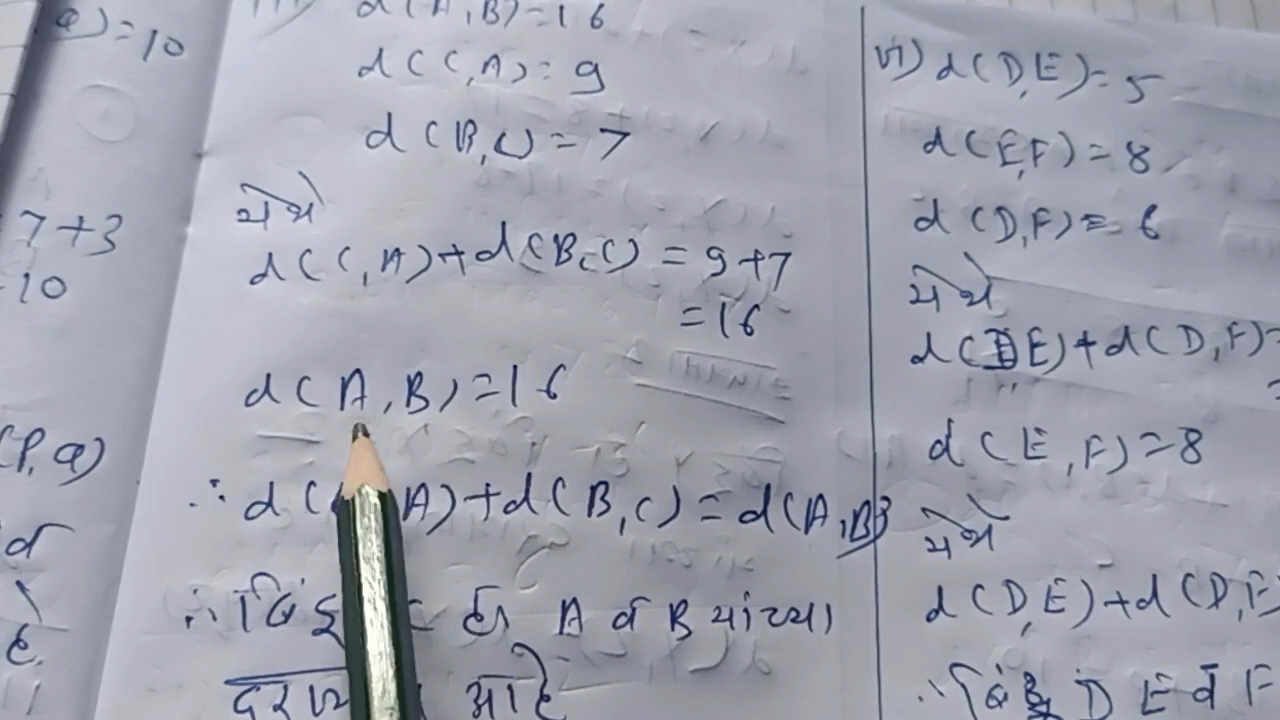 Q)=10
7+3
10
(P,Q)
d(A,B)=16
d(C,A)=9
d(B,C)=7
येथे
d(C,A)+d(B,C)=9+7
=16
d(A,B)=16
∴ d( A)+d(B,C)=d(A,B)
∴ हा A व B यांच्या
आहे
vi) d(D,E)=5
d(E,F)=8
d(D,F)=6
येथे
d(D,E)+d(D,F)=
d(E,F)=8
येथे
d(D,E)+d(D,F)
∴ बिंदू D E व F